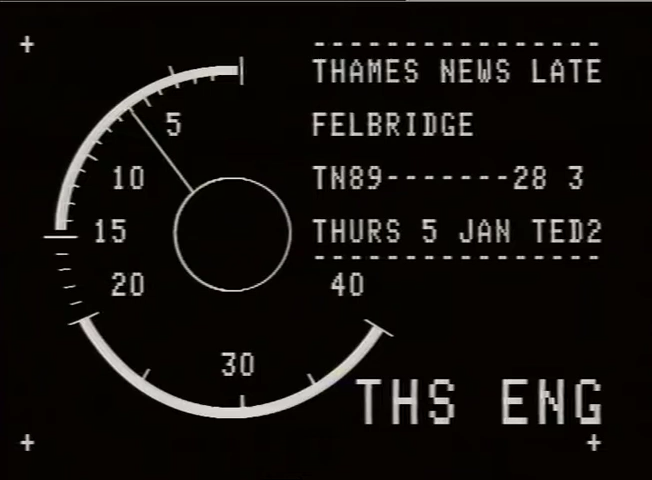 ----------------
THAMES NEWS LATE
FELBRIDGE
TN89-------28 3
THURS 5 JAN TED2
----------------
5
10
15
20
30
40
THS ENG